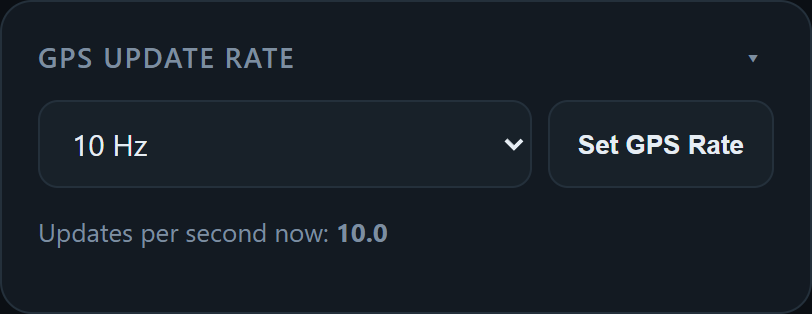 GPS UPDATE RATE
10 Hz
Set GPS Rate
Updates per second now: 10.0